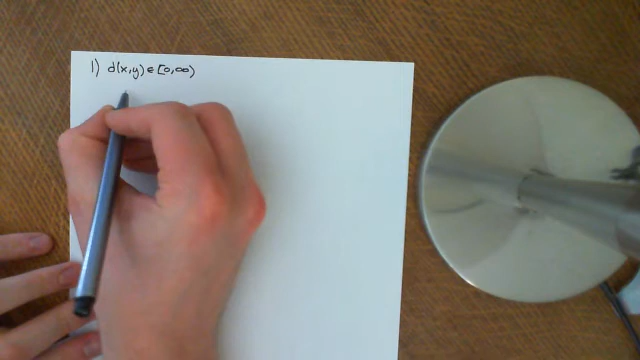 1) d(x,y) ∈ [0,∞)